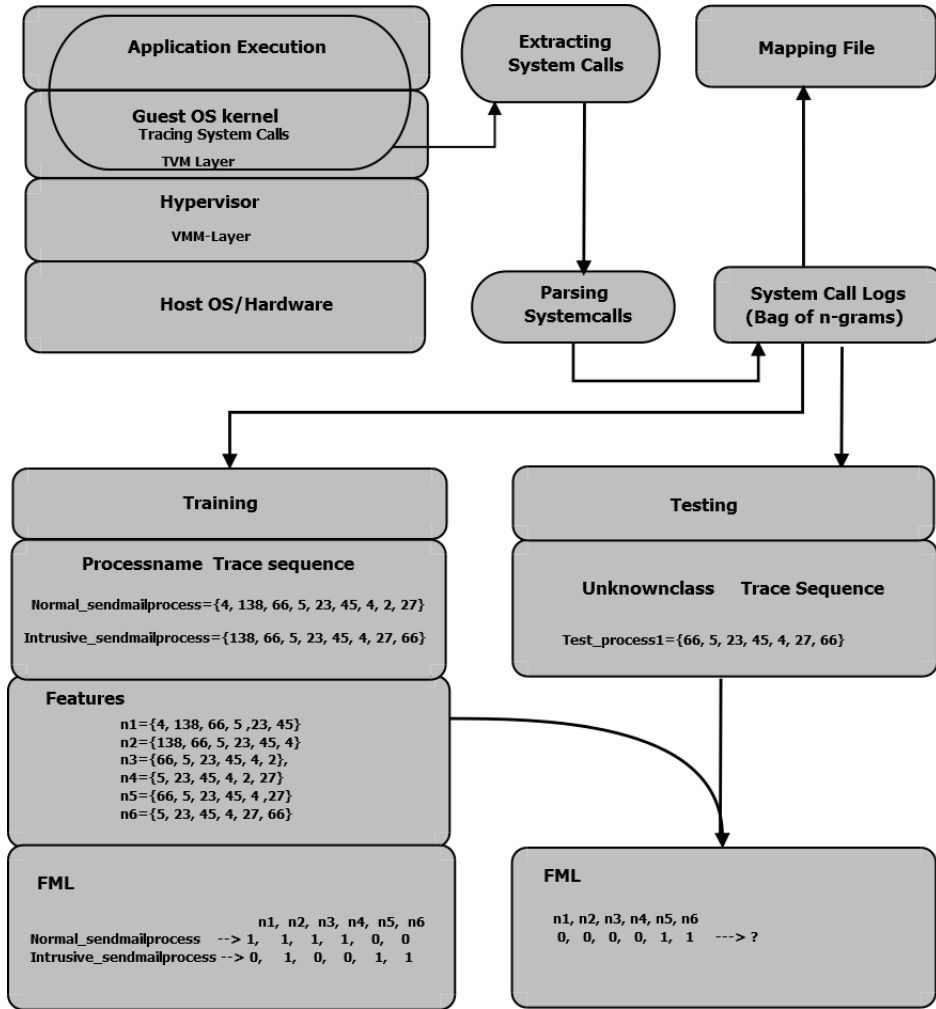 Application Execution
Guest OS kernel
Tracing System Calls
TVM Layer
Hypervisor
VMM-Layer
Host OS/Hardware
Extracting
System Calls
Mapping File
Parsing
Systemcalls
System Call Logs
(Bag of n-grams)
Training
Processname Trace sequence
Normal_sendmailprocess={4, 138, 66, 5, 23, 45, 4, 2, 27}
Intrusive_sendmailprocess={138, 66, 5, 23, 45, 4, 27, 66}
Features
n1={4, 138, 66, 5 ,23, 45}
n2={138, 66, 5, 23, 45, 4}
n3={66, 5, 23, 45, 4, 2},
n4={5, 23, 45, 4, 2, 27}
n5={66, 5, 23, 45, 4 ,27}
n6={5, 23, 45, 4, 27, 66}
FML
n1, n2, n3, n4, n5, n6
Normal_sendmailprocess --> 1, 1, 1, 1, 0, 0
Intrusive_sendmailprocess --> 0, 1, 0, 0, 1, 1
Testing
Unknownclass Trace Sequence
Test_process1={66, 5, 23, 45, 4, 27, 66}
FML
n1, n2, n3, n4, n5, n6
0, 0, 0, 0, 1, 1 ---> ?